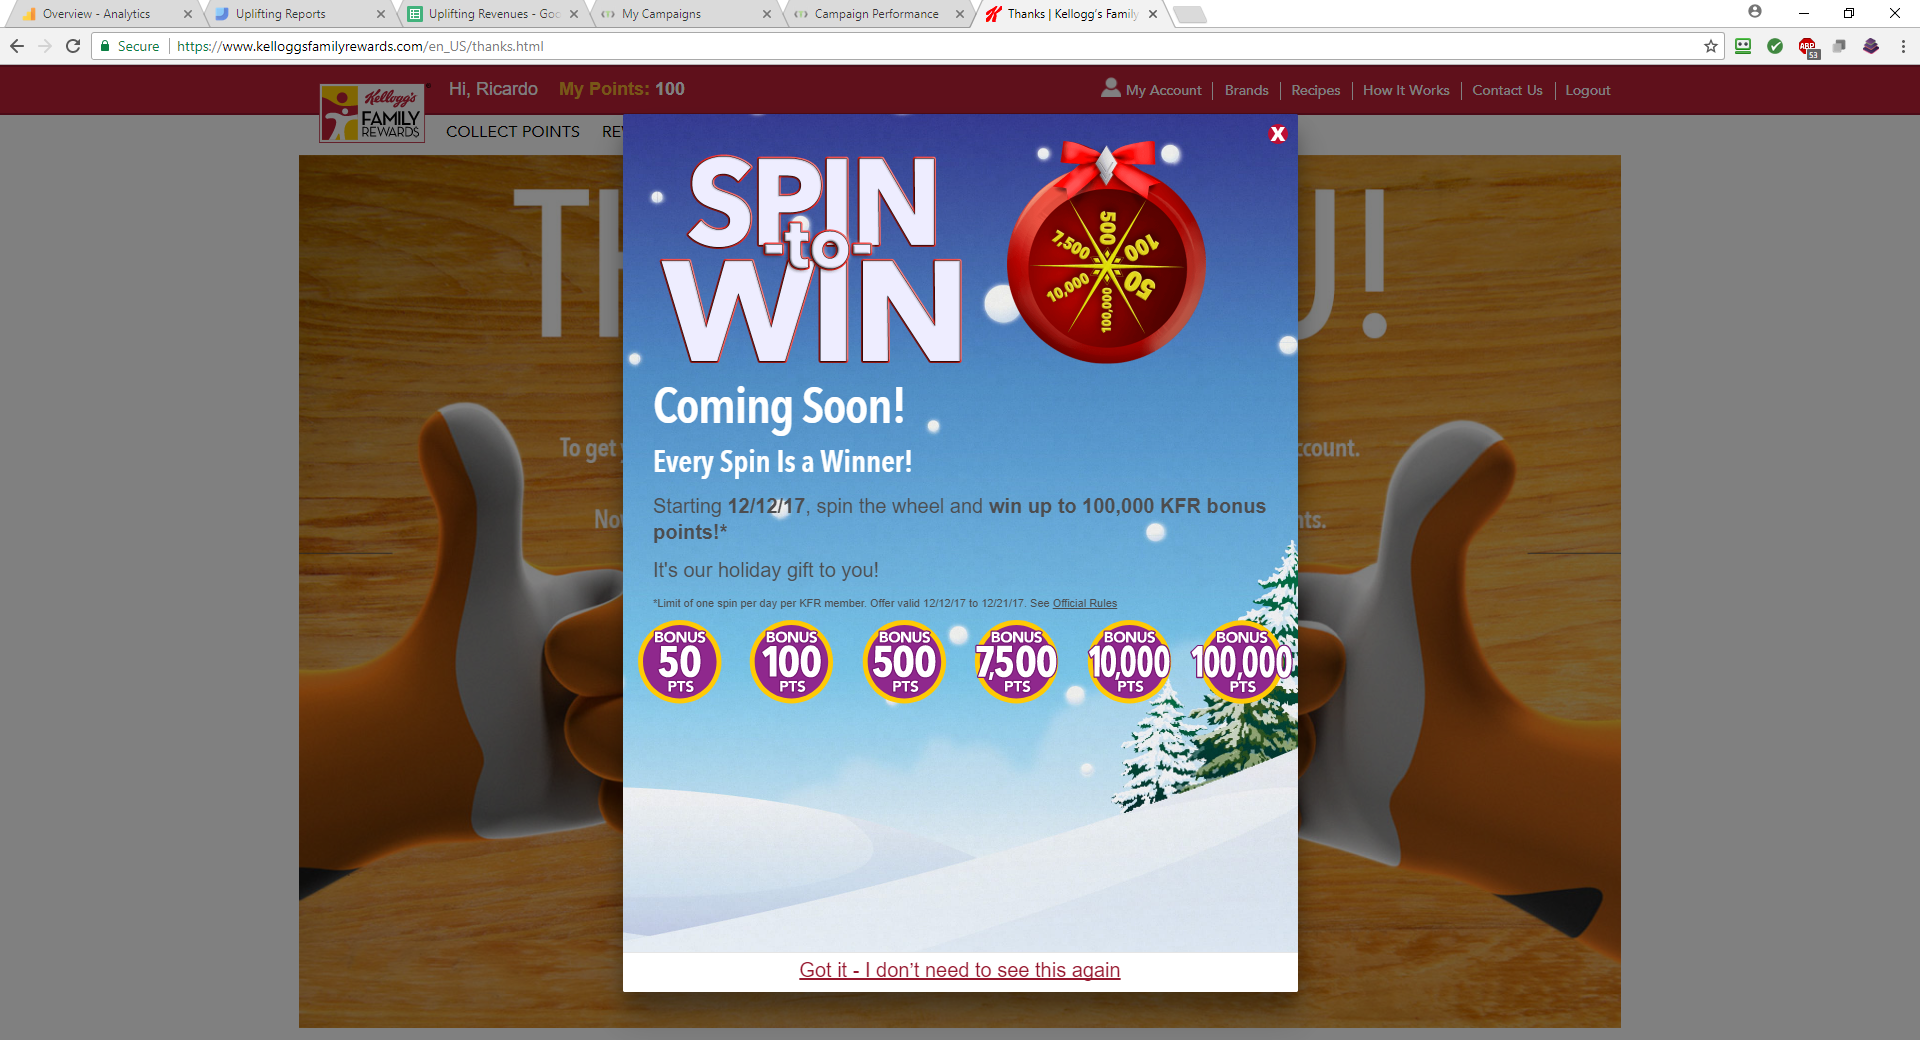 Overview - Analytics
Uplifting Reports
Uplifting Revenues - Goo
My Campaigns
Campaign Performance
Thanks | Kellogg's Family
Secure
https://www.kelloggsfamilyrewards.com/en_US/thanks.html
ABP
53
Kellogg's
FAMILY
REWARDS
Hi, Ricardo
My Points: 100
My Account
Brands
Recipes
How It Works
Contact Us
Logout
COLLECT POINTS
X
SPIN
-to-
WIN
500
100
50
100,000
10,000
7,500
Coming Soon!
Every Spin Is a Winner!
Starting 12/12/17, spin the wheel and win up to 100,000 KFR bonus
points!*
It's our holiday gift to you!
*Limit of one spin per day per KFR member. Offer valid 12/12/17 to 12/21/17. See Official Rules
BONUS 50 PTS
BONUS 100 PTS
BONUS 500 PTS
BONUS 7,500 PTS
BONUS 10,000 PTS
BONUS 100,000 PTS
To get
Got it - I don't need to see this again